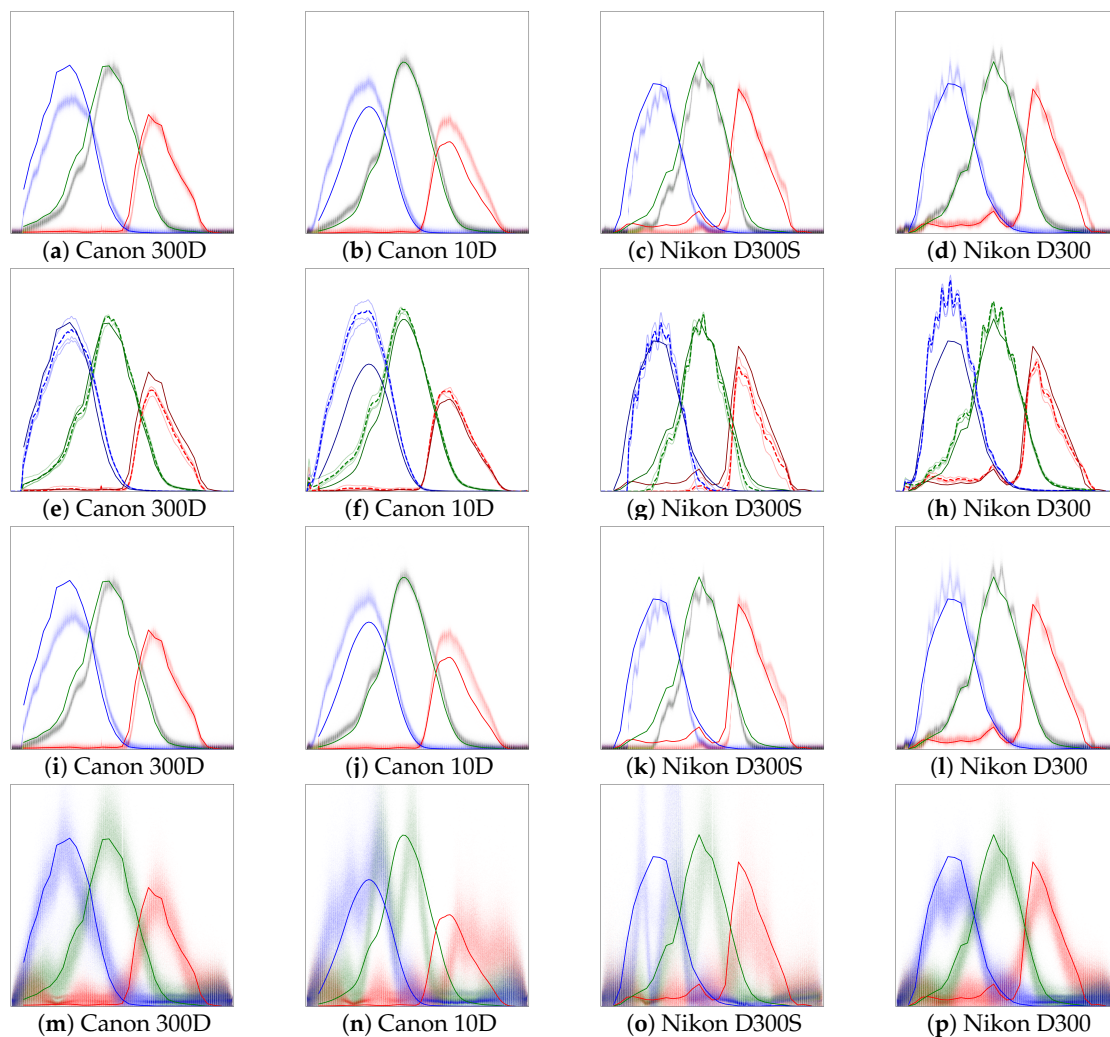 (a) Canon 300D
(b) Canon 10D
(c) Nikon D300S
(d) Nikon D300
(e) Canon 300D
(f) Canon 10D
(g) Nikon D300S
(h) Nikon D300
(i) Canon 300D
(j) Canon 10D
(k) Nikon D300S
(l) Nikon D300
(m) Canon 300D
(n) Canon 10D
(o) Nikon D300S
(p) Nikon D300